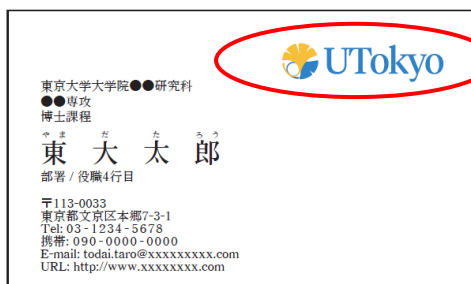 UTokyo
東京大学大学院●●研究科
●●専攻
博士課程
やま だ た ろう
東 大 太 郎
部署 / 役職4行目
〒113-0033
東京都文京区本郷7-3-1
Tel: 03-1234-5678
携帯: 090-0000-0000
E-mail: todai.taro@xxxxxxxxx.com
URL: http://www.xxxxxxxx.com